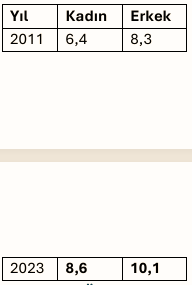 Yıl Kadın Erkek
2011 6,4 8,3
2023 8,6 10,1